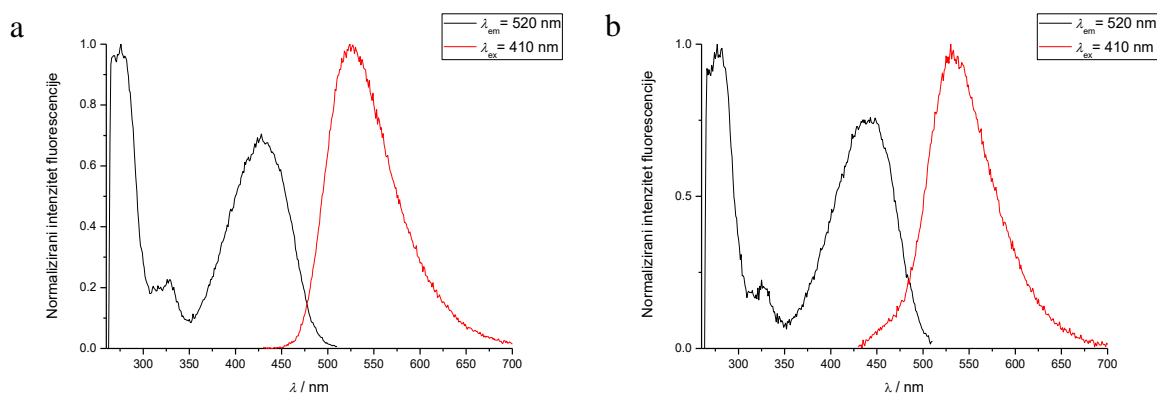 a
λem = 520 nm
λex = 410 nm
Normalizirani intenzitet fluorescencije
1.0
0.8
0.6
0.4
0.2
0.0
300 350 400 450 500 550 600 650 700
λ / nm
b
λem = 520 nm
λex = 410 nm
Normalizirani intenzitet fluorescencije
1.0
0.5
0.0
300 350 400 450 500 550 600 650 700
λ / nm